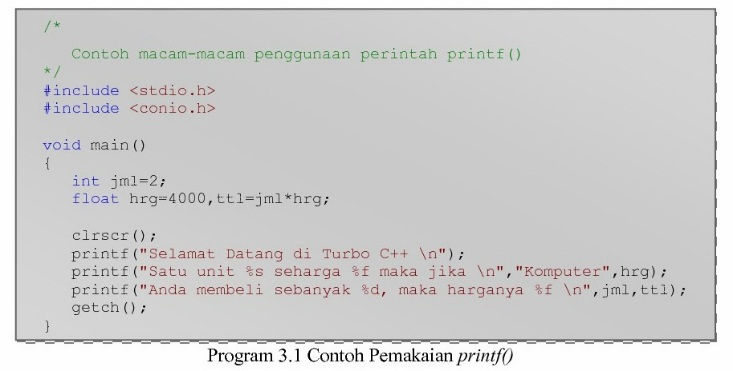 /*
Contoh macam-macam penggunaan perintah printf()
*/
#include <stdio.h>
#include <conio.h>
void main()
{
int jml=2;
float hrg=4000,ttl=jml*hrg;
clrscr();
printf("Selamat Datang di Turbo C++ \n");
printf("Satu unit %s seharga %f maka jika \n","Komputer",hrg);
printf("Anda membeli sebanyak %d, maka harganya %f \n",jml,ttl);
getch();
}
Program 3.1 Contoh Pemakaian printf()